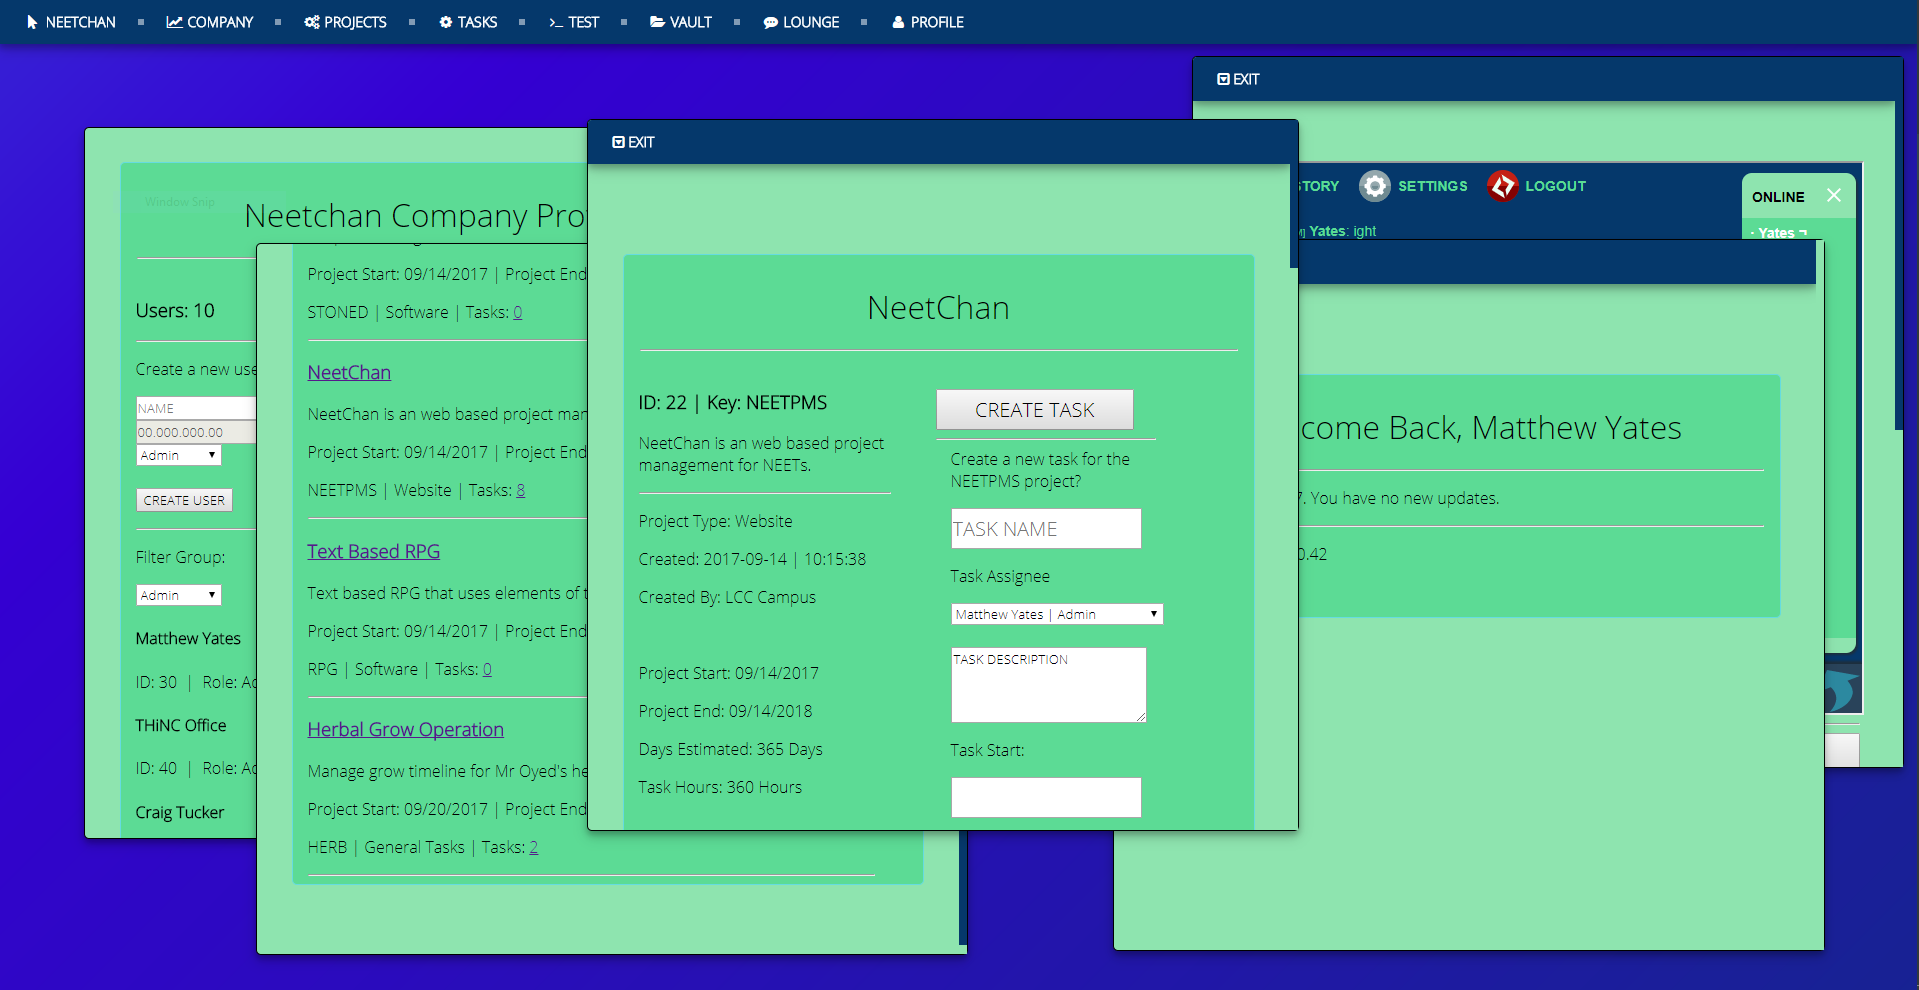 NEETCHAN COMPANY PROJECTS TASKS TEST VAULT LOUNGE PROFILE
Window Snip
Neetchan Company Pro
Users: 10
Create a new use
NAME
00.000.000.00
Admin
CREATE USER
Filter Group:
Admin
Matthew Yates
ID: 30 | Role: Ad
THiNC Office
ID: 40 | Role: Ad
Craig Tucker
Project Start: 09/14/2017 | Project End
STONED | Software | Tasks: 0
NeetChan
NeetChan is an web based project man
Project Start: 09/14/2017 | Project End
NEETPMS | Website | Tasks: 8
Text Based RPG
Text based RPG that uses elements of t
Project Start: 09/14/2017 | Project End
RPG | Software | Tasks: 0
Herbal Grow Operation
Manage grow timeline for Mr Oyed's he
Project Start: 09/20/2017 | Project End
HERB | General Tasks | Tasks: 2
EXIT
NeetChan
ID: 22 | Key: NEETPMS
NeetChan is an web based project
management for NEETs.
Project Type: Website
Created: 2017-09-14 | 10:15:38
Created By: LCC Campus
Project Start: 09/14/2017
Project End: 09/14/2018
Days Estimated: 365 Days
Task Hours: 360 Hours
CREATE TASK
Create a new task for the
NEETPMS project?
TASK NAME
Task Assignee
Matthew Yates | Admin
TASK DESCRIPTION
Task Start:
EXIT
STORY SETTINGS LOGOUT
M] Yates: ight
ONLINE
· Yates ¬
come Back, Matthew Yates
7. You have no new updates.
0.42